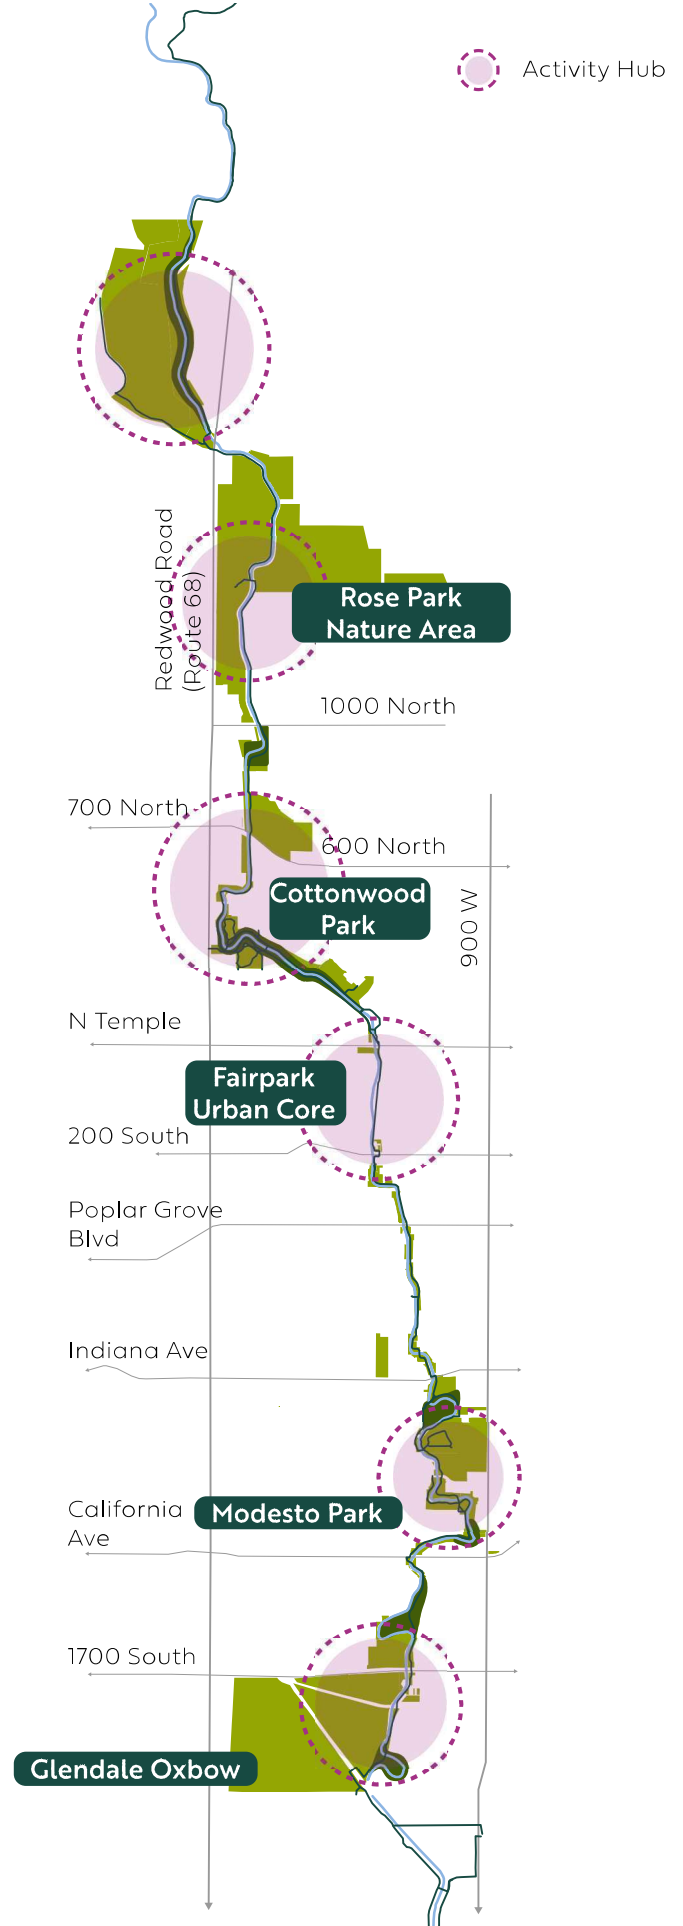 Activity Hub
Redwood Road
(Route 68)
Rose Park
Nature Area
1000 North
700 North
600 North
Cottonwood
Park
900 W
N Temple
Fairpark
Urban Core
200 South
Poplar Grove
Blvd
Indiana Ave
California
Ave
Modesto Park
1700 South
Glendale Oxbow